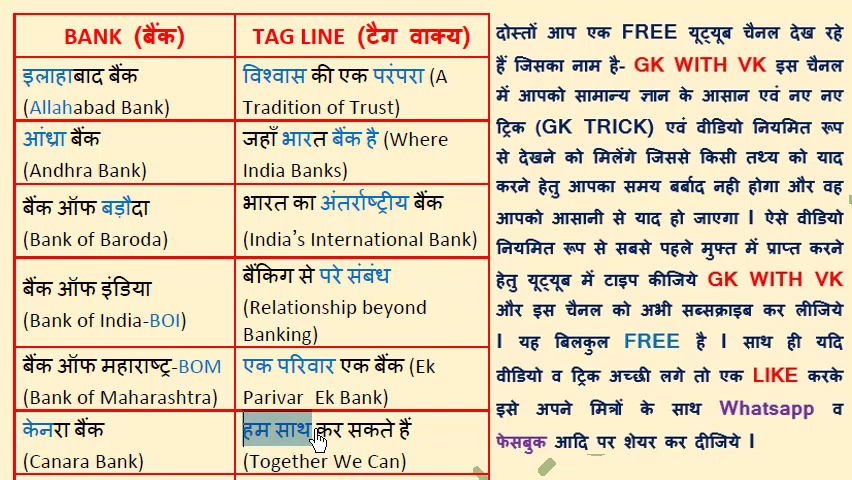 BANK (बैंक)
TAG LINE (टैग वाक्य)
इलाहाबाद बैंक
(Allahabad Bank)
विश्वास की एक परंपरा (A
Tradition of Trust)
आंध्रा बैंक
(Andhra Bank)
जहाँ भारत बैंक है (Where
India Banks)
बैंक ऑफ बड़ौदा
(Bank of Baroda)
भारत का अंतर्राष्ट्रीय बैंक
(India’s International Bank)
बैंक ऑफ इंडिया
(Bank of India-BOI)
बैंकिग से परे संबंध
(Relationship beyond
Banking)
बैंक ऑफ महाराष्ट्र-BOM
(Bank of Maharashtra)
एक परिवार एक बैंक (Ek
Parivar Ek Bank)
केनरा बैंक
(Canara Bank)
हम साथ कर सकते हैं
(Together We Can)
दोस्तों आप एक FREE यूट्यूब चैनल देख रहे
हैं जिसका नाम है- GK WITH VK इस चैनल
में आपको सामान्य ज्ञान के आसान एवं नए नए
ट्रिक (GK TRICK) एवं वीडियो नियमित रूप
से देखने को मिलेंगे जिससे किसी तथ्य को याद
करने हेतु आपका समय बर्बाद नही होगा और वह
आपको आसानी से याद हो जाएगा । ऐसे वीडियो
नियमित रूप से सबसे पहले मुफ्त में प्राप्त करने
हेतु यूट्यूब में टाइप कीजिये GK WITH VK
और इस चैनल को अभी सब्सक्राइब कर लीजिये
। यह बिलकुल FREE है । साथ ही यदि
वीडियो व ट्रिक अच्छी लगे तो एक LIKE करके
इसे अपने मित्रों के साथ Whatsapp व
फेसबुक आदि पर शेयर कर दीजिये ।